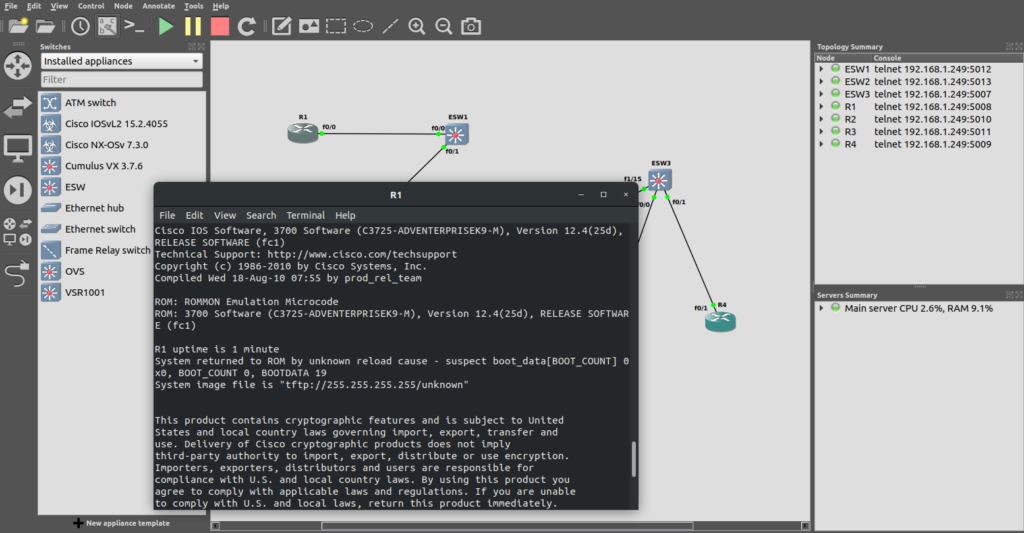 File Edit View Control Node Annotate Tools Help
Switches
Installed appliances
Filter
ATM switch
Cisco IOSvL2 15.2.4055
Cisco NX-OSv 7.3.0
Cumulus VX 3.7.6
ESW
Ethernet hub
Ethernet switch
Frame Relay switch
OVS
VSR1001
New appliance template
R1
f0/0
f0/0
ESW1
f0/1
ESW3
f1/15
f0/0
f0/1
f0/1
R4
R1
File Edit View Search Terminal Help
Cisco IOS Software, 3700 Software (C3725-ADVENTERPRISEK9-M), Version 12.4(25d),
RELEASE SOFTWARE (fc1)
Technical Support: http://www.cisco.com/techsupport
Copyright (c) 1986-2010 by Cisco Systems, Inc.
Compiled Wed 18-Aug-10 07:55 by prod_rel_team
ROM: ROMMON Emulation Microcode
ROM: 3700 Software (C3725-ADVENTERPRISEK9-M), Version 12.4(25d), RELEASE SOFTWAR
E (fc1)
R1 uptime is 1 minute
System returned to ROM by unknown reload cause - suspect boot_data[BOOT_COUNT] 0
x0, BOOT_COUNT 0, BOOTDATA 19
System image file is "tftp://255.255.255.255/unknown"
This product contains cryptographic features and is subject to United
States and local country laws governing import, export, transfer and
use. Delivery of Cisco cryptographic products does not imply
third-party authority to import, export, distribute or use encryption.
Importers, exporters, distributors and users are responsible for
compliance with U.S. and local country laws. By using this product you
agree to comply with applicable laws and regulations. If you are unable
to comply with U.S. and local laws, return this product immediately.
Topology Summary
Node Console
ESW1 telnet 192.168.1.249:5012
ESW2 telnet 192.168.1.249:5013
ESW3 telnet 192.168.1.249:5007
R1 telnet 192.168.1.249:5008
R2 telnet 192.168.1.249:5010
R3 telnet 192.168.1.249:5011
R4 telnet 192.168.1.249:5009
Servers Summary
Main server CPU 2.6%, RAM 9.1%